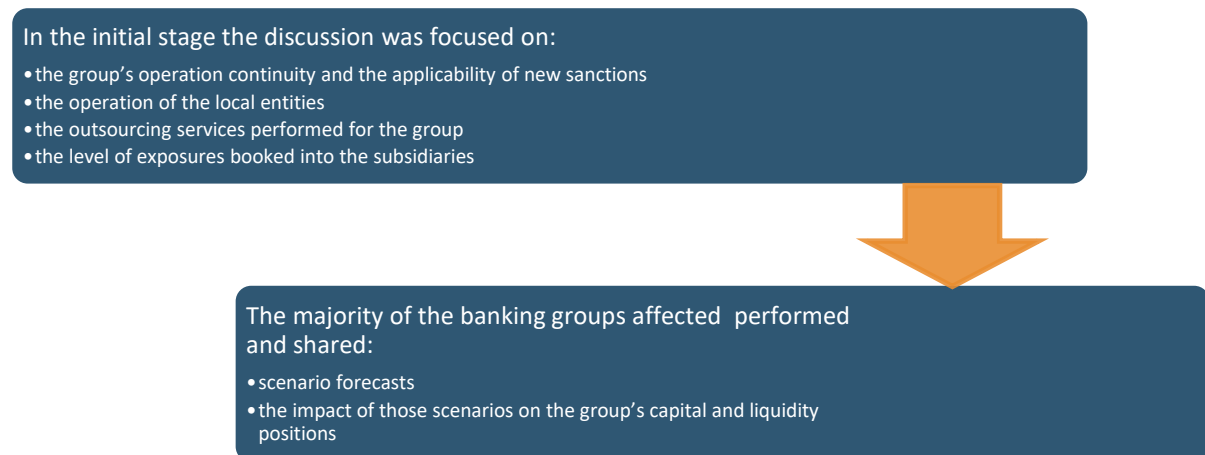 In the initial stage the discussion was focused on:
•the group’s operation continuity and the applicability of new sanctions
•the operation of the local entities
•the outsourcing services performed for the group
•the level of exposures booked into the subsidiaries
The majority of the banking groups affected  performed
and shared:
•scenario forecasts
•the impact of those scenarios on the group’s capital and liquidity
positions